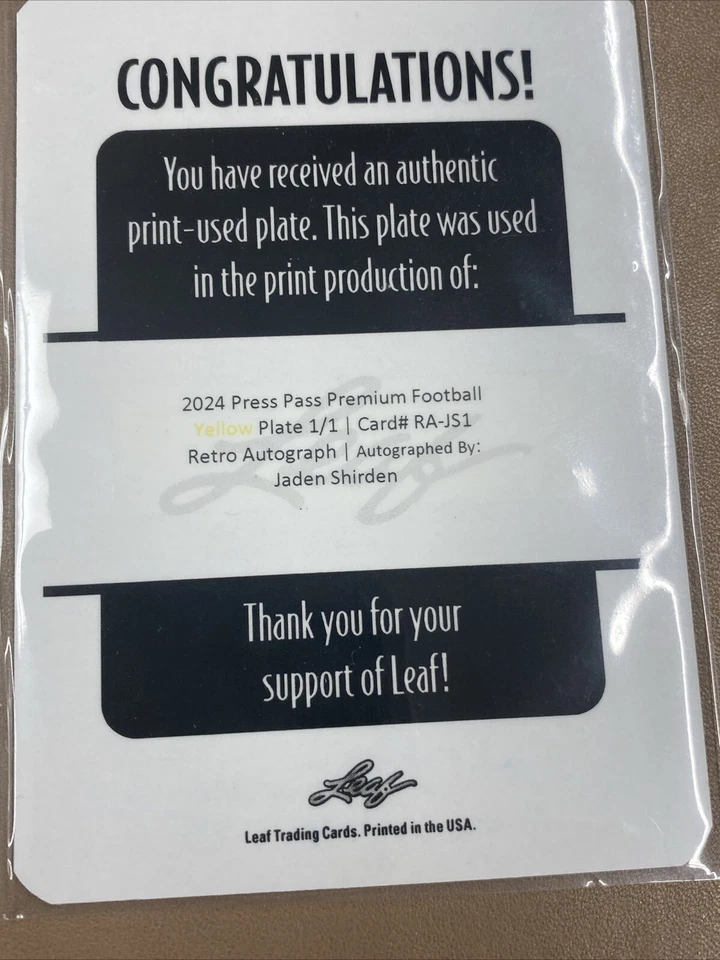 CONGRATULATIONS!
You have received an authentic
print-used plate. This plate was used
in the print production of:
2024 Press Pass Premium Football
Yellow Plate 1/1 | Card# RA-JS1
Retro Autograph | Autographed By:
Jaden Shirden
Thank you for your
support of Leaf!
Leaf
Leaf Trading Cards. Printed in the USA.